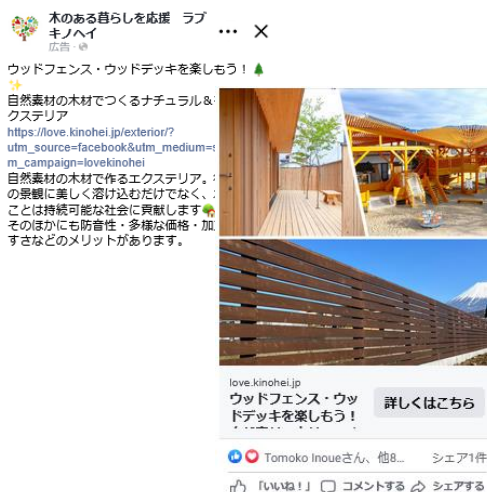 木のある暮らしを応援 ラブ
キノヘイ
広告
ウッドフェンス・ウッドデッキを楽しもう！
自然素材の木材でつくるナチュラル＆
クステリア
https://love.kinohei.jp/exterior/?
utm_source=facebook&utm_medium=
m_campaign=lovekinohei
自然素材の木材で作るエクステリア。
の景観に美しく溶け込むだけでなく、
ことは持続可能な社会に貢献します
そのほかにも防音性・多様な価格・加
すさなどのメリットがあります。
love.kinohei.jp
ウッドフェンス・ウッ
ドデッキを楽しもう！
詳しくはこちら
Tomoko Inoueさん、他8... シェア1件
「いいね！」 コメントする シェアする